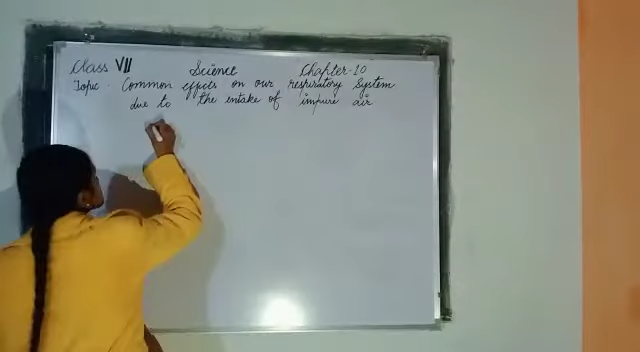 Class VII Science Chapter-10
Topic - Common effects on our respiratory System
due to the intake of impure air